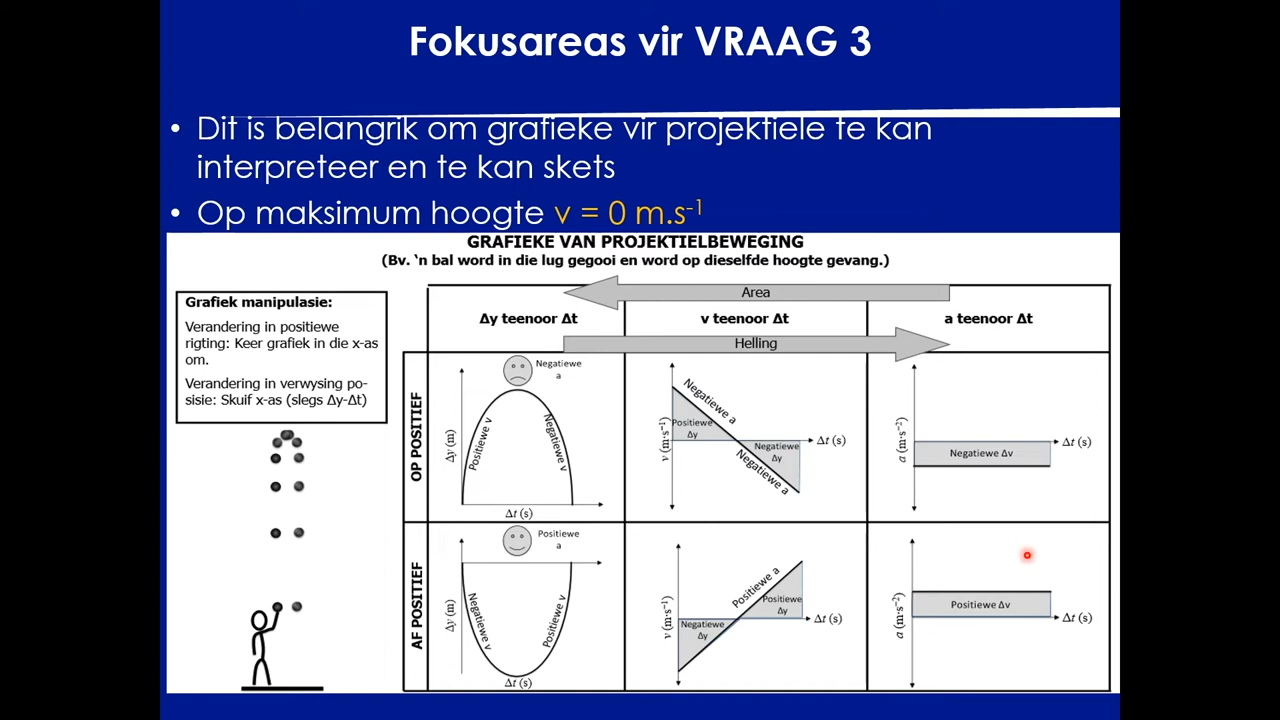 Fokusareas vir VRAAG 3
• Dit is belangrik om grafieke vir projektiele te kan
interpreteer en te kan skets
• Op maksimum hoogte v = 0 m.s⁻¹
GRAFIEKE VAN PROJEKTIELBEWEGING
(Bv. 'n bal word in die lug gegooi en word op dieselfde hoogte gevang.)
Grafiek manipulasie:
Verandering in positiewe
rigting: Keer grafiek in die x-as
om.
Verandering in verwysing po-
sisie: Skuif x-as (slegs Δy-Δt)
Area
Δy teenoor Δt
v teenoor Δt
a teenoor Δt
Helling
OP POSITIEF
Negatiewe
a
Δy (m)
Positiewe v
Negatiewe v
Δt (s)
v (m·s⁻¹)
Negatiewe a
Positiewe
Δy
Negatiewe
Δy
Negatiewe a
Δt (s)
a (m·s⁻²)
Negatiewe Δv
Δt (s)
AF POSITIEF
Positiewe
a
Δy (m)
Negatiewe v
Positiewe v
Δt (s)
v (m·s⁻¹)
Positiewe a
Positiewe
Δy
Negatiewe
Δy
Δt (s)
a (m·s⁻²)
Positiewe Δv
Δt (s)